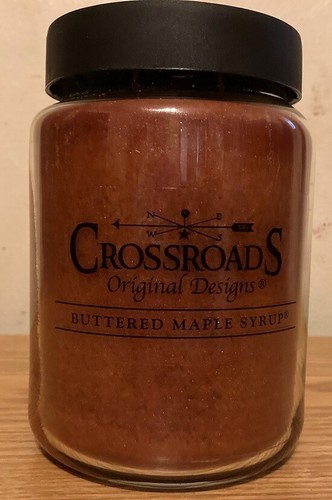 N E
W S
CROSSROADS
Original Designs®
BUTTERED MAPLE SYRUP®